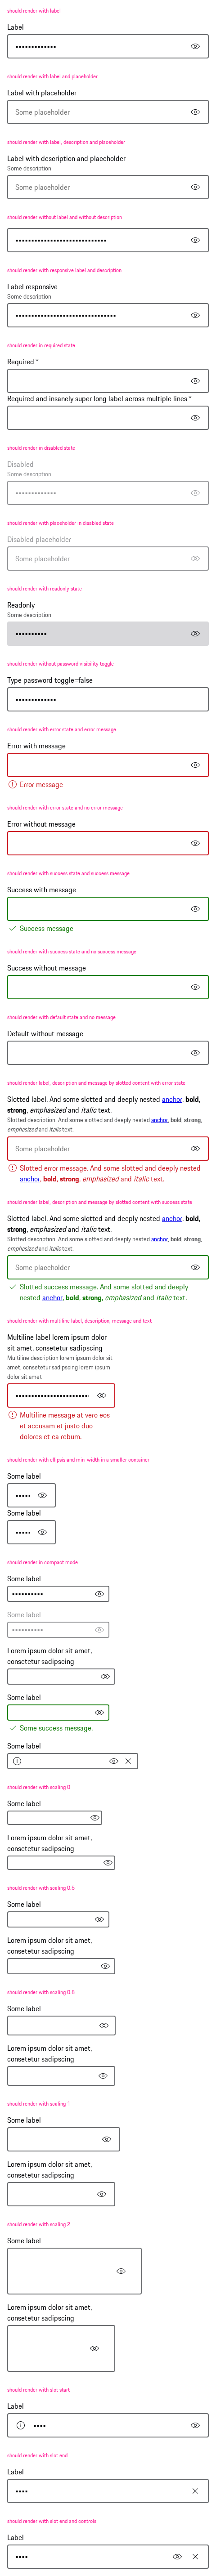 should render with label
Label
•••••••••••••
should render with label and placeholder
Label with placeholder
Some placeholder
should render with label, description and placeholder
Label with description and placeholder
Some description
Some placeholder
should render without label and without description
should render with responsive label and description
Label responsive
Some description
should render in required state
Required *
Required and insanely super long label across multiple lines *
should render in disabled state
Disabled
Some description
•••••••••••••
should render with placeholder in disabled state
Disabled placeholder
Some placeholder
should render with readonly state
Readonly
Some description
••••••••••
should render without password visibility toggle
Type password toggle=false
•••••••••••••
should render with error state and error message
Error with message
Error message
should render with error state and no error message
Error without message
should render with success state and success message
Success with message
Success message
should render with success state and no success message
Success without message
should render with default state and no message
Default without message
should render label, description and message by slotted content with error state
Slotted label. And some slotted and deeply nested anchor, bold,
strong, emphasized and italic text.
Slotted description. And some slotted and deeply nested anchor, bold, strong,
emphasized and italic text.
Some placeholder
Slotted error message. And some slotted and deeply nested
anchor, bold, strong, emphasized and italic text.
should render label, description and message by slotted content with success state
Slotted label. And some slotted and deeply nested anchor, bold,
strong, emphasized and italic text.
Slotted description. And some slotted and deeply nested anchor, bold, strong,
emphasized and italic text.
Some placeholder
Slotted success message. And some slotted and deeply
nested anchor, bold, strong, emphasized and italic text.
should render with multiline label, description, message and text
Multiline label lorem ipsum dolor
sit amet, consetetur sadipscing
Multiline description lorem ipsum dolor sit
amet, consetetur sadipscing lorem ipsum
dolor sit amet
Multiline message at vero eos
et accusam et justo duo
dolores et ea rebum.
should render with ellipsis and min-width in a smaller container
Some label
Some label
should render in compact mode
Some label
••••••••••
Some label
••••••••••
Lorem ipsum dolor sit amet,
consetetur sadipscing
Some label
Some success message.
Some label
should render with scaling 0
Some label
Lorem ipsum dolor sit amet,
consetetur sadipscing
should render with scaling 0.5
Some label
Lorem ipsum dolor sit amet,
consetetur sadipscing
should render with scaling 0.8
Some label
Lorem ipsum dolor sit amet,
consetetur sadipscing
should render with scaling 1
Some label
Lorem ipsum dolor sit amet,
consetetur sadipscing
should render with scaling 2
Some label
Lorem ipsum dolor sit amet,
consetetur sadipscing
should render with slot start
Label
••••
should render with slot end
Label
••••
should render with slot end and controls
Label
••••